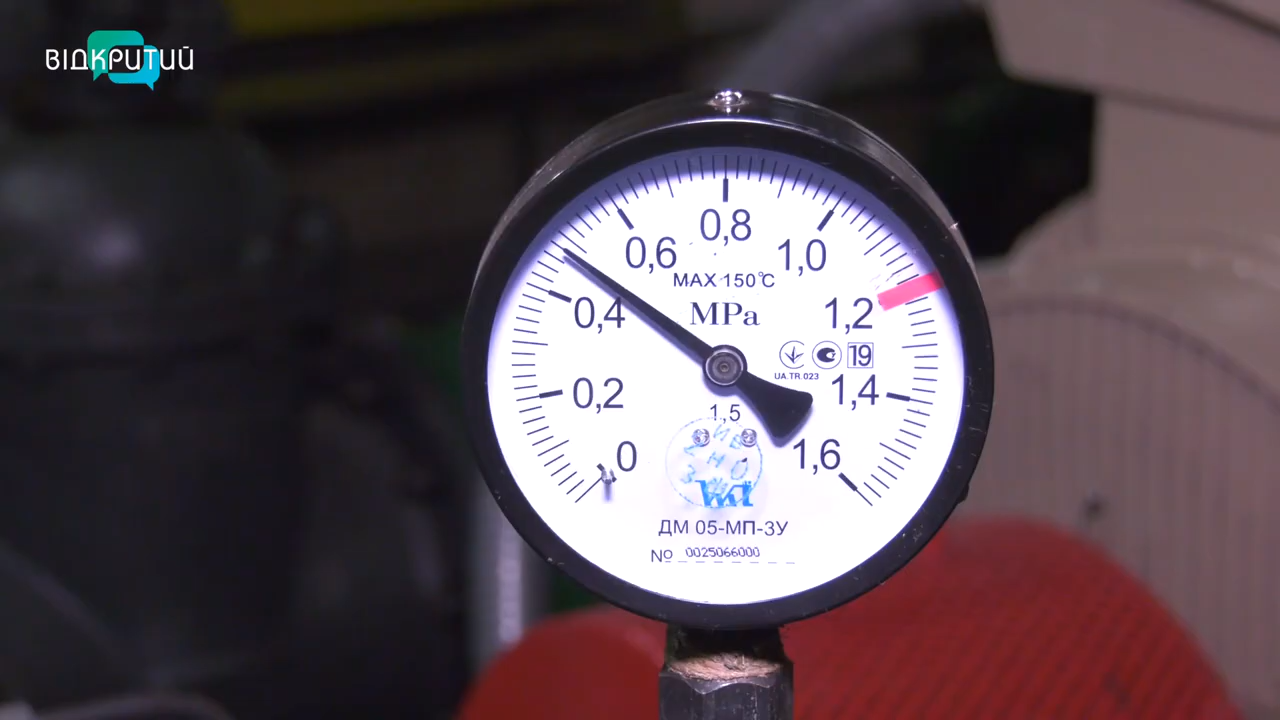 ВІДКРИТИЙ
0,8
0,6
1,0
MAX 150°C
0,4
MPa
1,2
19
UA.TR.023
0,2
1,4
1,5
0
1,6
ДМ 05-МП-3У
№ 0025066000